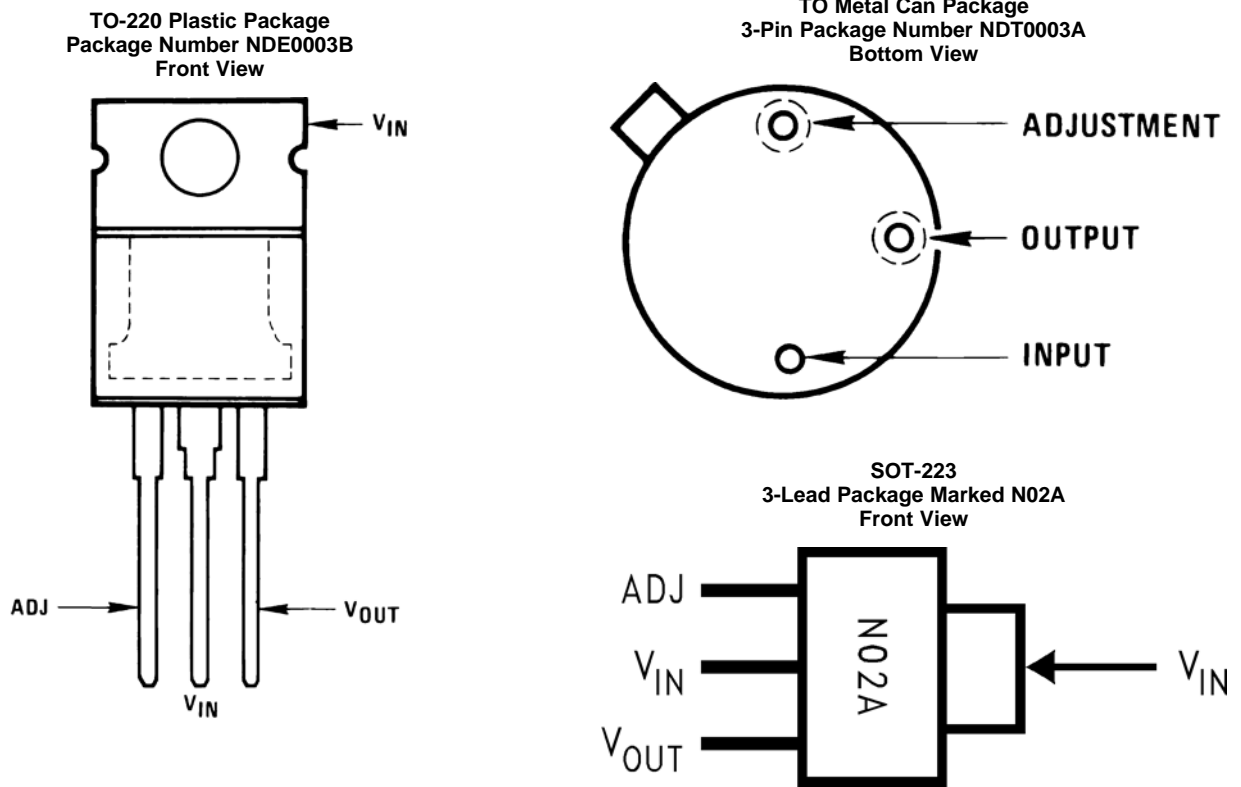 TO-220 Plastic Package
Package Number NDE0003B
Front View
VIN
ADJ
VOUT
VIN
TO Metal Can Package
3-Pin Package Number NDT0003A
Bottom View
ADJUSTMENT
OUTPUT
INPUT
SOT-223
3-Lead Package Marked N02A
Front View
ADJ
VIN
VOUT
N02A
VIN